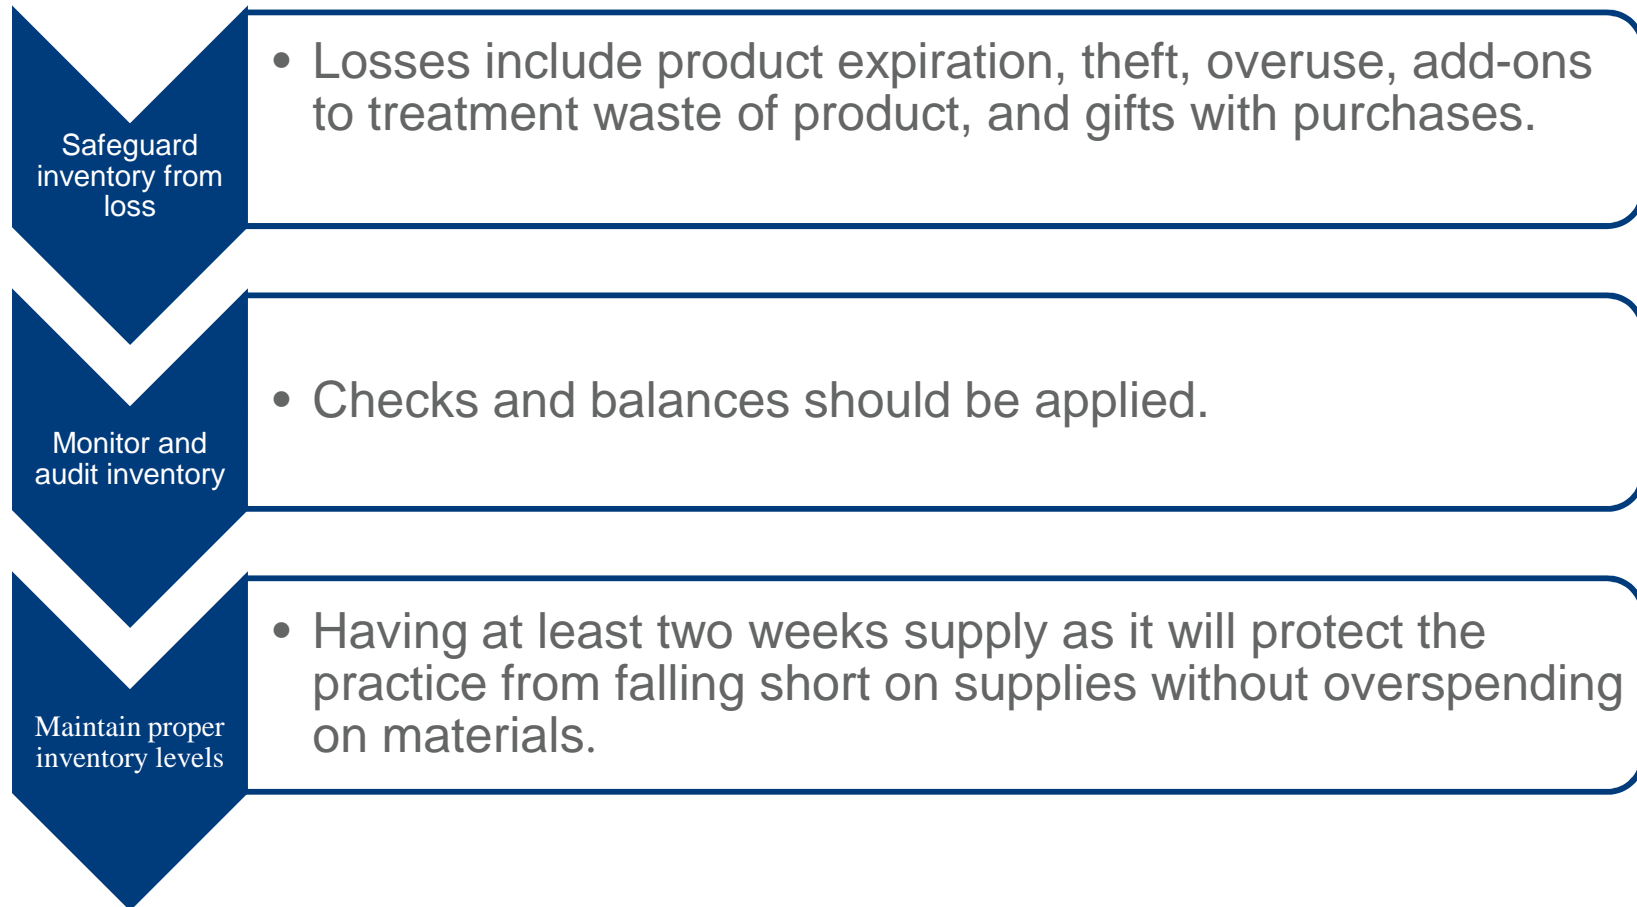 Safeguard
inventory from
loss
• Losses include product expiration, theft, overuse, add-ons
to treatment waste of product, and gifts with purchases.
Monitor and
audit inventory
• Checks and balances should be applied.
Maintain proper
inventory levels
• Having at least two weeks supply as it will protect the
practice from falling short on supplies without overspending
on materials.